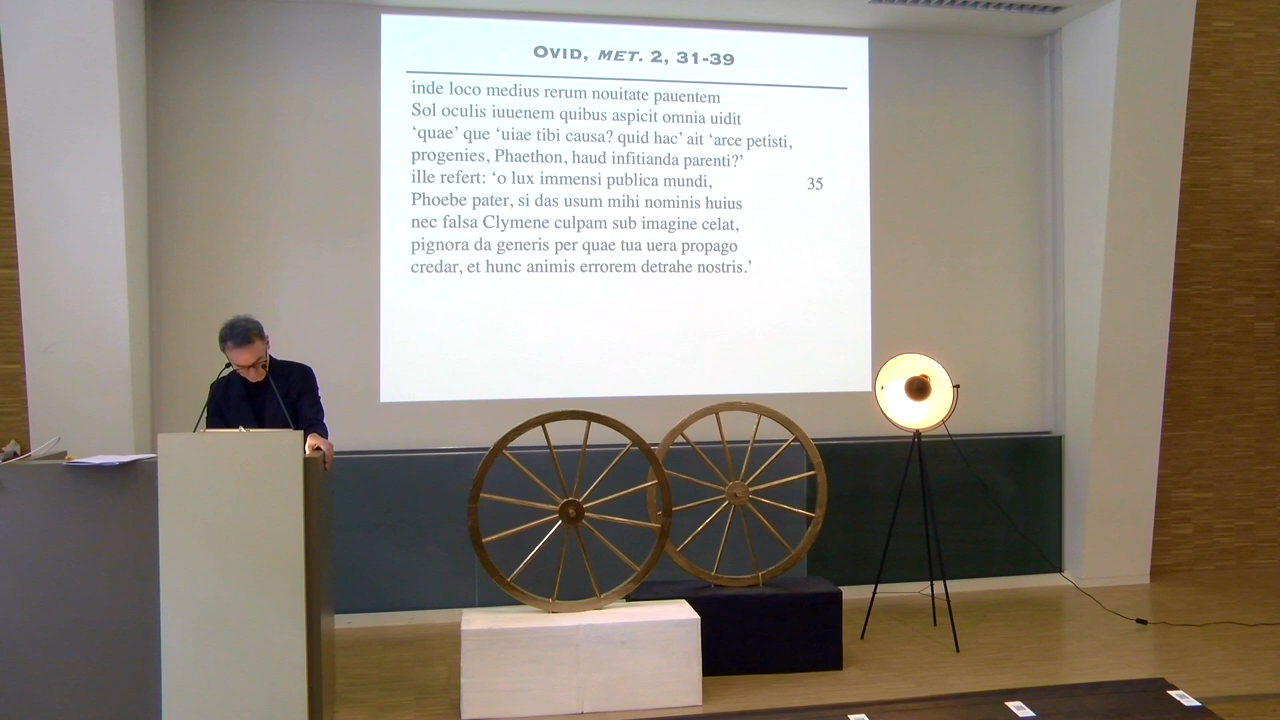 OVID, MET. 2, 31-39
inde loco medius rerum nouitate pauentem
Sol oculis iuuenem quibus aspicit omnia uidit
‘quae’ que ‘uiae tibi causa? quid hac’ ait ‘arce petisti,
progenies, Phaethon, haud infitianda parenti?’
ille refert: ‘o lux immensi publica mundi, 35
Phoebe pater, si das usum mihi nominis huius
nec falsa Clymene culpam sub imagine celat,
pignora da generis per quae tua uera propago
credar, et hunc animis errorem detrahe nostris.’